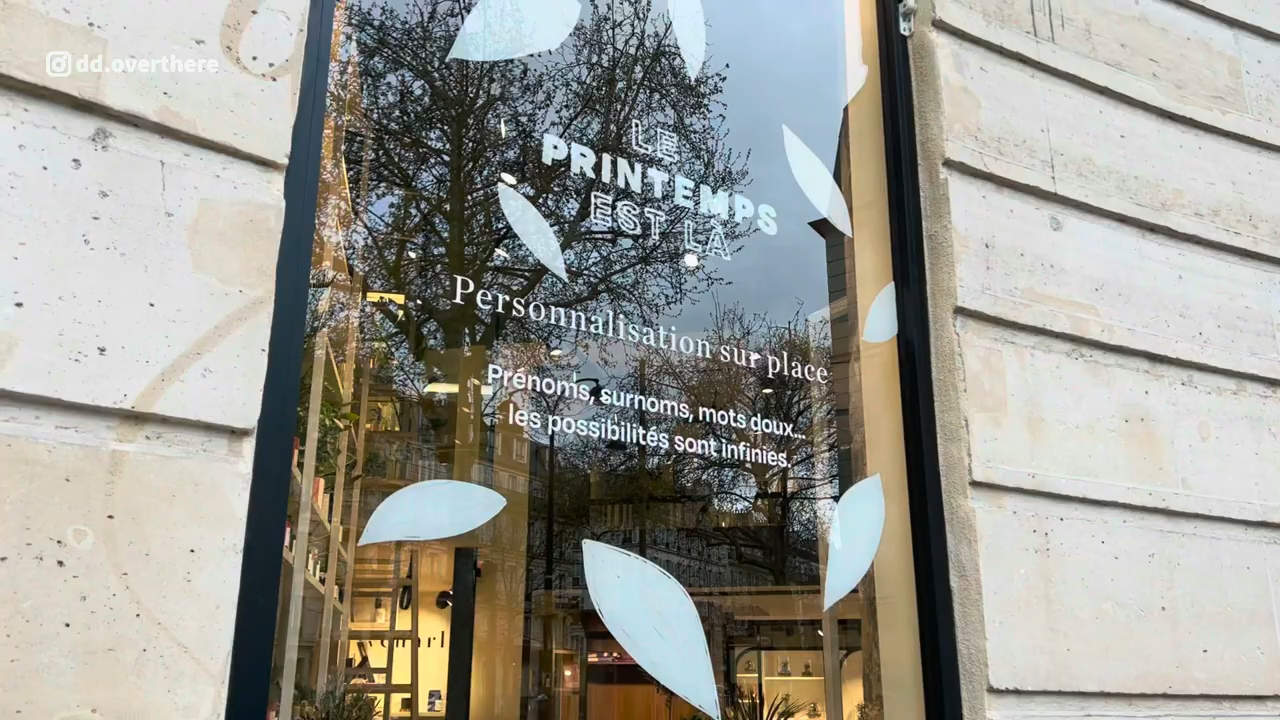 dd.overthere
LE
PRINTEMPS
EST LÀ
Personnalisation sur place
Prénoms, surnoms, mots doux...
les possibilités sont infinies.